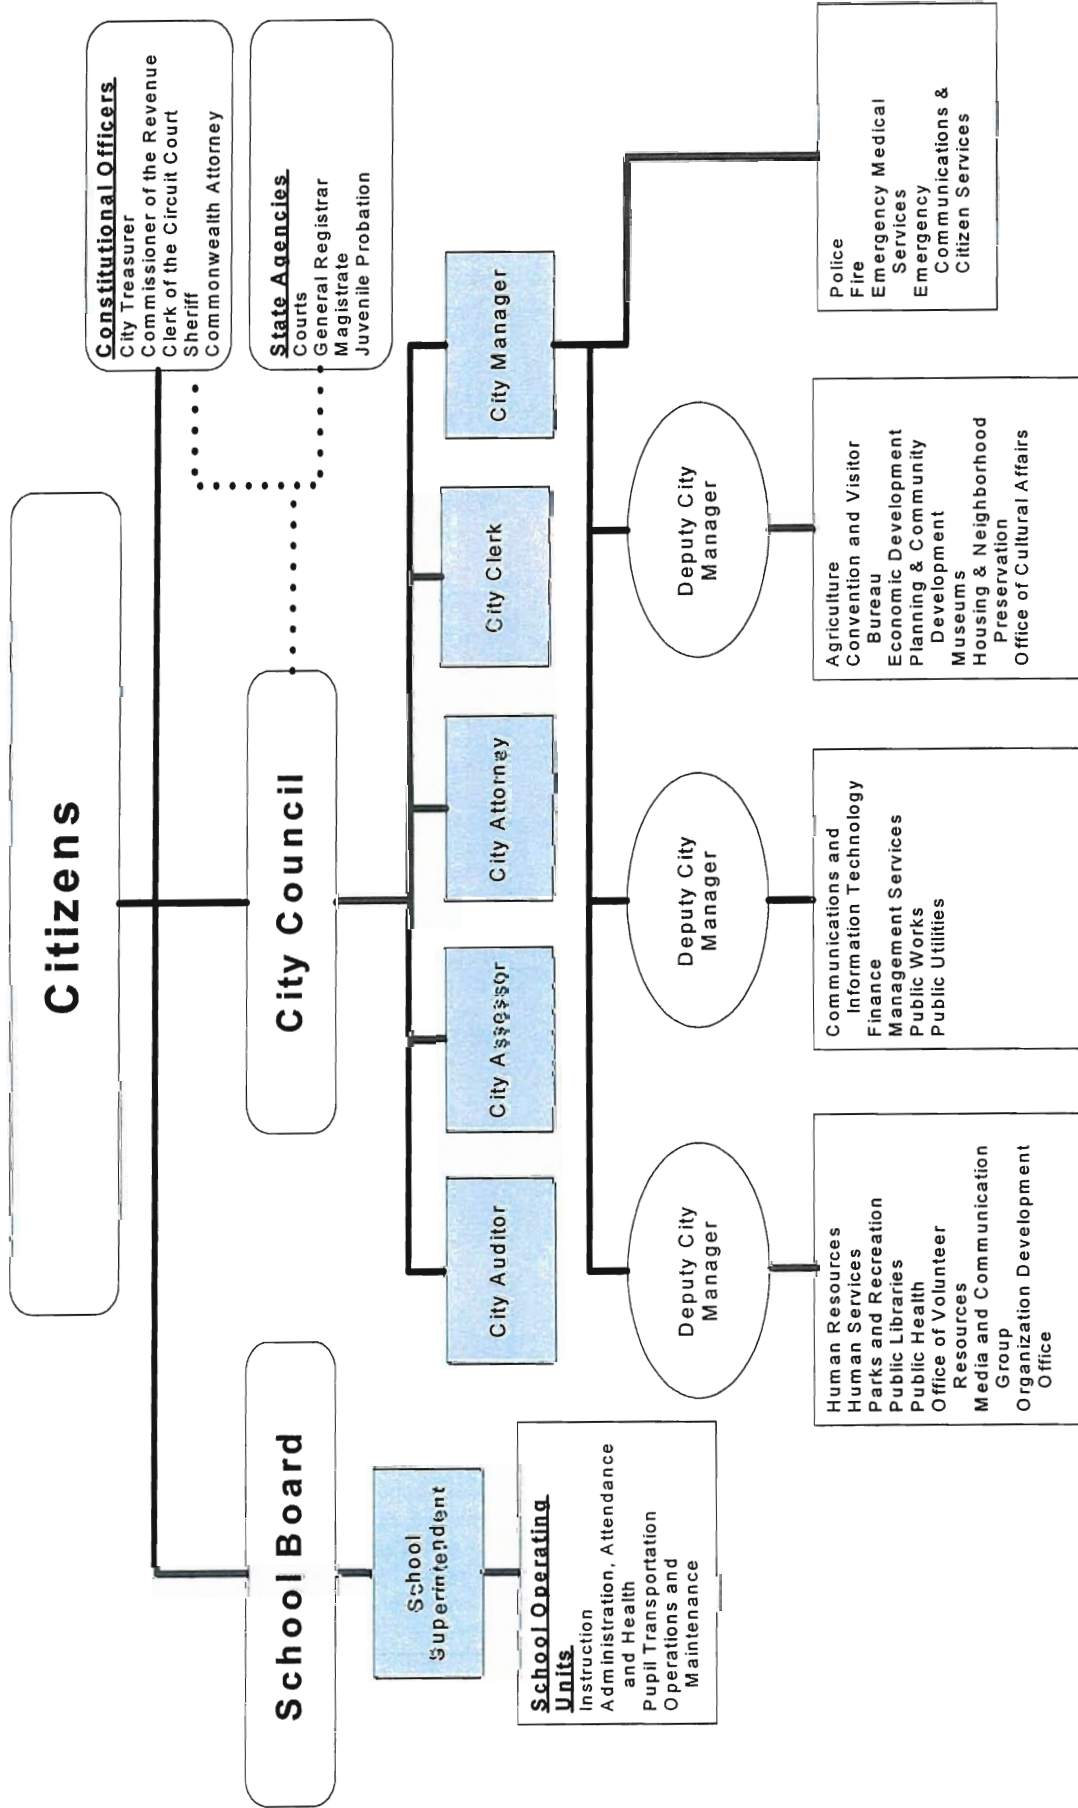 Citizens
Constitutional Officers
City Treasurer
Commissioner of the Revenue
Clerk of the Circuit Court
Sheriff
Commonwealth Attorney
School Board
City Council
State Agencies
Courts
General Registrar
Magistrate
Juvenile Probation
School
Superintendent
City Auditor
City Assessor
City Attorney
City Clerk
City Manager
School Operating
Units
Instruction
Administration, Attendance
and Health
Pupil Transportation
Operations and
Maintenance
Deputy City
Manager
Deputy City
Manager
Deputy City
Manager
Human Resources
Human Services
Parks and Recreation
Public Libraries
Public Health
Office of Volunteer
Resources
Media and Communication
Group
Organization Development
Office
Communications and
Information Technology
Finance
Management Services
Public Works
Public Utilities
Agriculture
Convention and Visitor
Bureau
Economic Development
Planning & Community
Development
Museums
Housing & Neighborhood
Preservation
Office of Cultural Affairs
Police
Fire
Emergency Medical
Services
Emergency
Communications &
Citizen Services